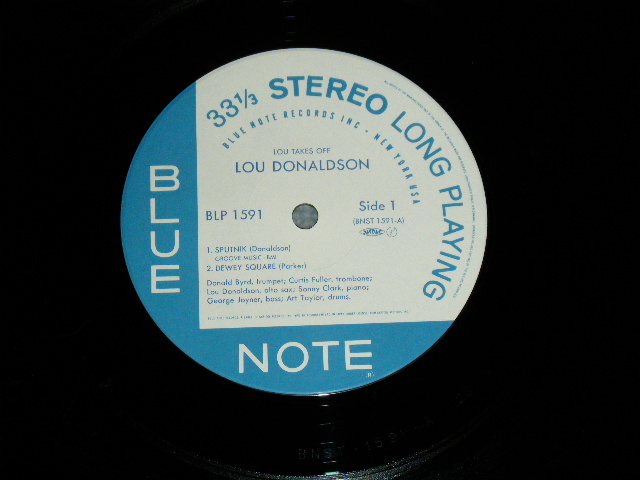 33⅓ STEREO LONG PLAYING
BLUE NOTE RECORDS INC · NEW YORK USA
LOU TAKES OFF
LOU DONALDSON
BLP 1591
Side 1
(BNST 1591-A)
1. SPUTNIK (Donaldson)
GROOVE MUSIC · BMI
2. DEWEY SQUARE (Parker)
Donald Byrd, trumpet; Curtis Fuller, trombone;
Lou Donaldson, alto sax; Sonny Clark, piano;
George Joyner, bass; Art Taylor, drums.
BLUE
NOTE
BNST-1591